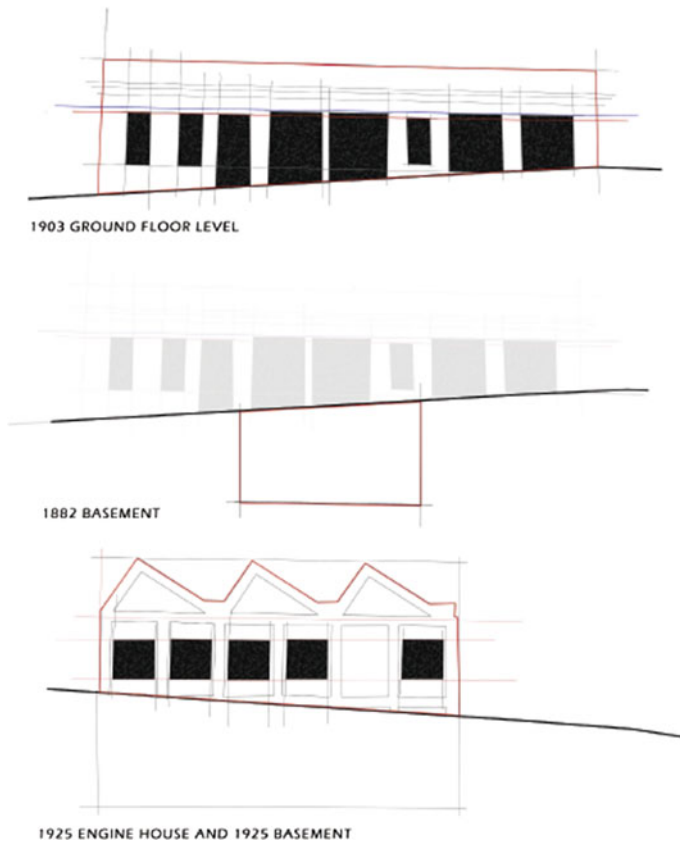 1903 GROUND FLOOR LEVEL
1882 BASEMENT
1925 ENGINE HOUSE AND 1925 BASEMENT